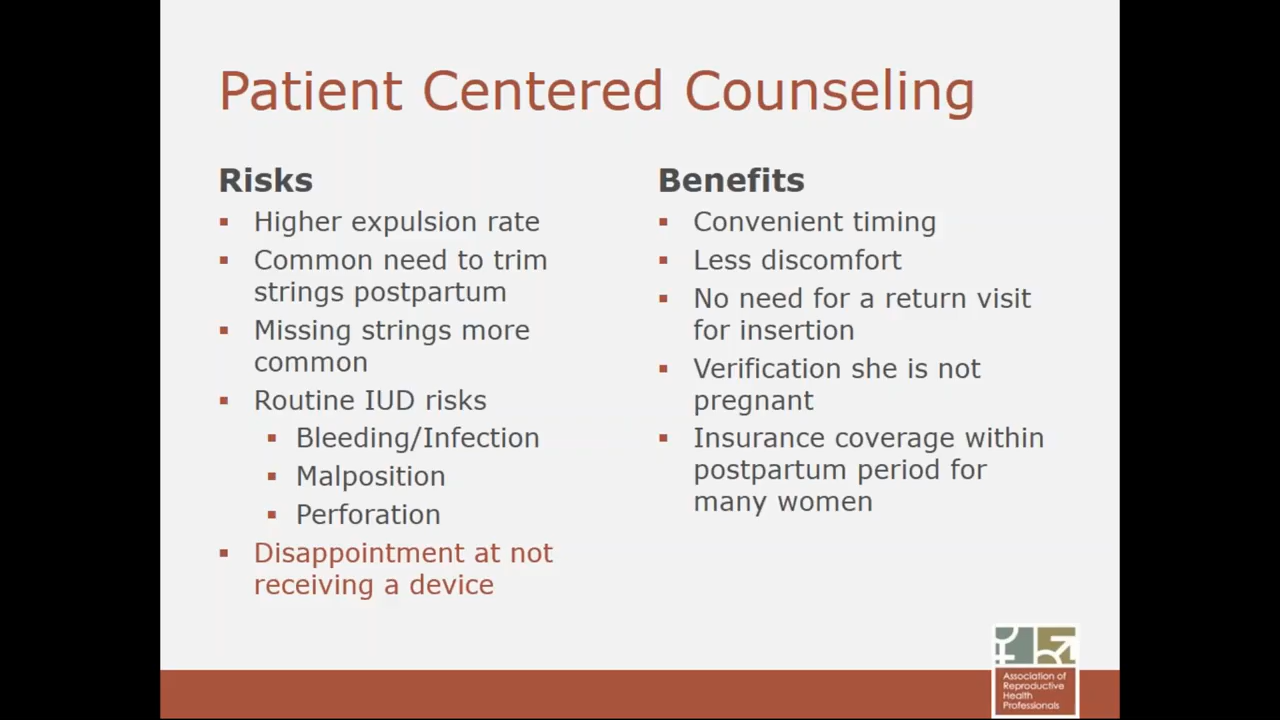 Patient Centered Counseling
Risks
Higher expulsion rate
Common need to trim
strings postpartum
Missing strings more
common
Routine IUD risks
Bleeding/Infection
Malposition
Perforation
Disappointment at not
receiving a device
Benefits
Convenient timing
Less discomfort
No need for a return visit
for insertion
Verification she is not
pregnant
Insurance coverage within
postpartum period for
many women
Association of
Reproductive
Health
Professionals